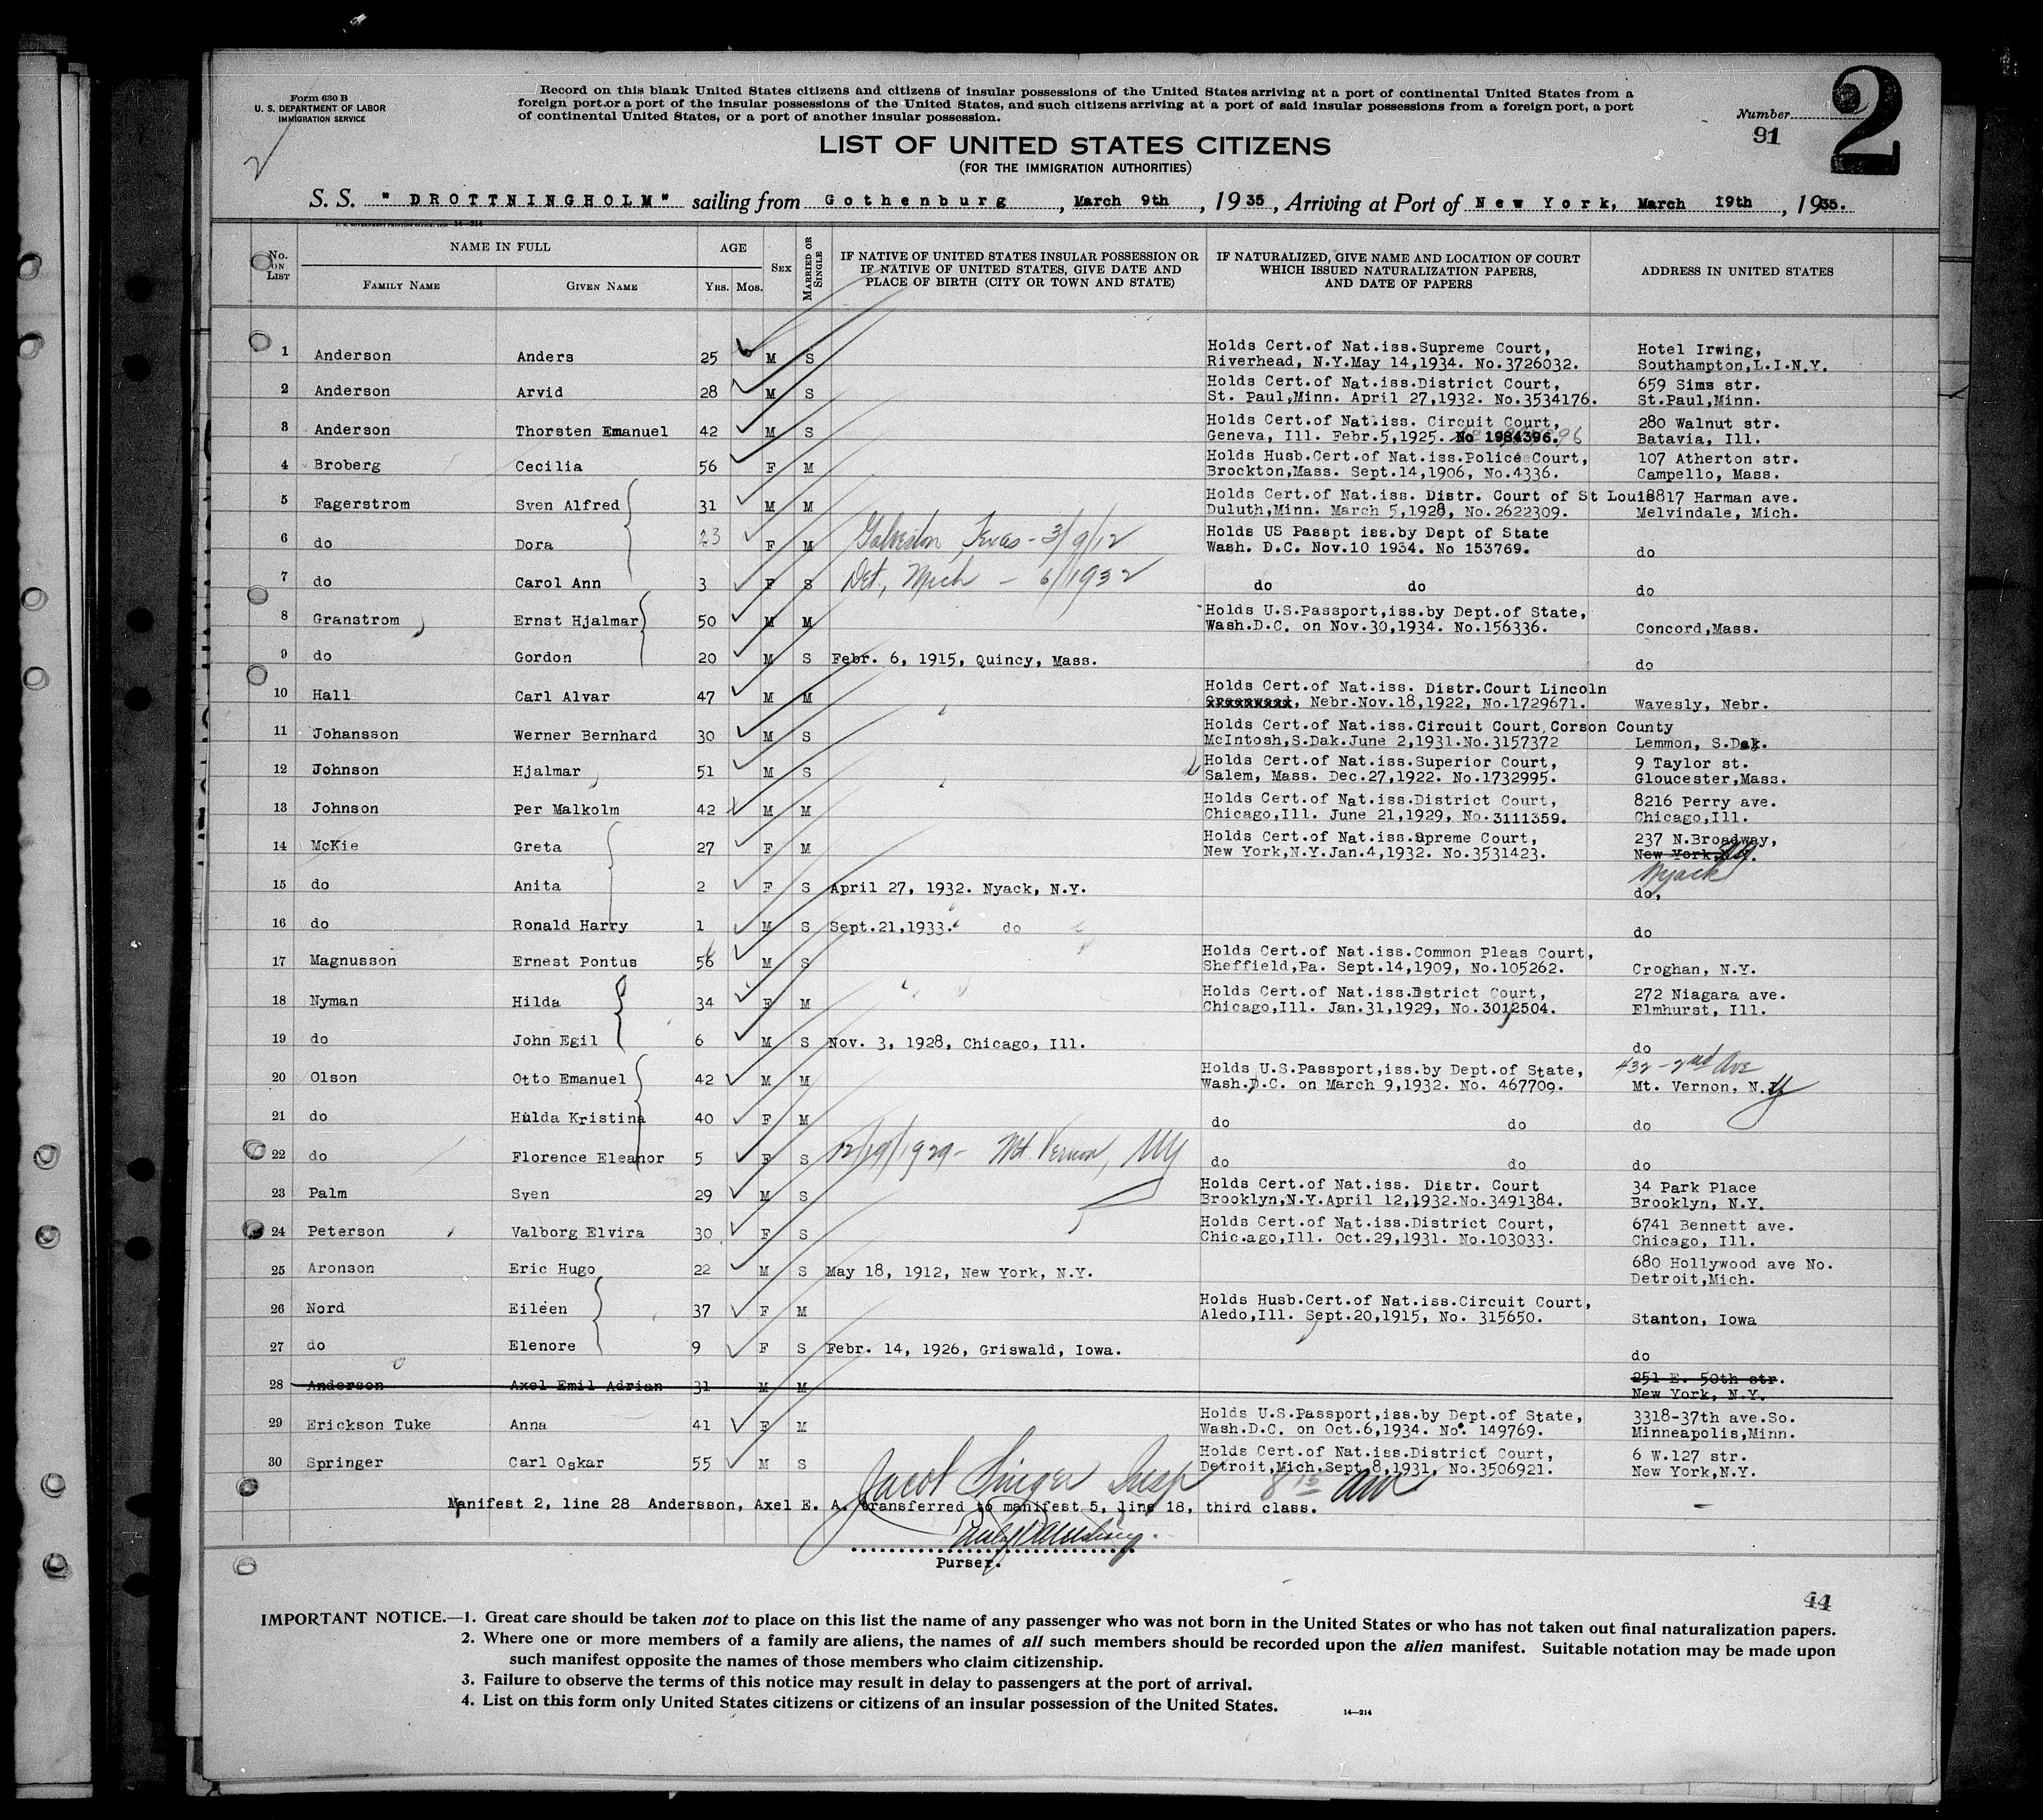 Form 630 B
U. S. DEPARTMENT OF LABOR
IMMIGRATION SERVICE
2
Record on this blank United States citizens and citizens of insular possessions of the United States arriving at a port of continental United States from a
foreign port or a port of the insular possessions of the United States, and such citizens arriving at a port of said insular possessions from a foreign port, a port
of continental United States, or a port of another insular possession.
Number
91
2
LIST OF UNITED STATES CITIZENS
(FOR THE IMMIGRATION AUTHORITIES)
S. S. "DROTTNINGHOLM" sailing from Gothenburg, March 9th, 1935, Arriving at Port of New York, March 19th, 1935.
No. ON LIST
NAME IN FULL
FAMILY NAME
GIVEN NAME
AGE
YRS. MOS.
SEX
MARRIED OR SINGLE
IF NATIVE OF UNITED STATES INSULAR POSSESSION OR
IF NATIVE OF UNITED STATES, GIVE DATE AND
PLACE OF BIRTH (CITY OR TOWN AND STATE)
IF NATURALIZED, GIVE NAME AND LOCATION OF COURT
WHICH ISSUED NATURALIZATION PAPERS,
AND DATE OF PAPERS
ADDRESS IN UNITED STATES
Holds Cert.of Nat.iss.Supreme Court, Hotel Irwing,
1 Anderson Anders 25 M S Riverhead, N.Y.May 14,1934. No.3726032. Southampton,L.I.N.Y.
Holds Cert.of Nat.iss.District Court, 659 Sims str.
2 Anderson Arvid 28 M S St. Paul,Minn. April 27,1932. No.3534176. St.Paul,Minn.
Holds Cert.of Nat.iss. Circuit Court, 280 Walnut str.
3 Anderson Thorsten Emanuel 42 M S Geneva, Ill. Febr.5,1925. No 1984396. Batavia, Ill.
Holds Husb.Cert.of Nat.iss.Police Court, 107 Atherton str.
4 Broberg Cecilia 56 F M Brockton,Mass. Sept.14,1906, No.4336. Campello, Mass.
Holds Cert.of Nat.iss. Distr. Court of St Louis 18817 Harman ave.
5 Fagerstrom Sven Alfred 31 M M Duluth,Minn. March 5,1928, No.2622309. Melvindale, Mich.
Holds US Passpt iss.by Dept of State
6 do Dora 23 F M Galveston, Texas - 3/9/12 Wash. D.C. Nov.10 1934. No 153769. do
7 do Carol Ann 3 F S Det, Mich - 6/1932 do do do
Holds U.S.Passport,iss.by Dept.of State,
8 Granstrom Ernst Hjalmar 50 M M Wash.D.C. on Nov.30,1934. No.156336. Concord,Mass.
9 do Gordon 20 M S Febr. 6, 1915, Quincy, Mass. do
Holds Cert.of Nat.iss. Distr.Court Lincoln
10 Hall Carl Alvar 47 M M , Nebr.Nov.18,1922, No.1729671. Wavesly, Nebr.
Holds Cert.of Nat.iss.Circuit Court,Corson County
11 Johansson Werner Bernhard 30 M S McIntosh,S.Dak.June 2,1931.No.3157372 Lemmon, S.Dak.
Holds Cert.of Nat.iss.Superior Court, 9 Taylor st.
12 Johnson Hjalmar 51 M S Salem, Mass. Dec.27,1922. No.1732995. Gloucester,Mass.
Holds Cert.of Nat.iss.District Court, 8216 Perry ave.
13 Johnson Per Malkolm 42 M M Chicago,Ill. June 21,1929, No.3111359. Chicago,Ill.
Holds Cert.of Nat.iss.Spreme Court, 237 N.Broadway,
14 McKie Greta 27 F M New York,N.Y.Jan.4,1932. No.3531423. New York,N.Y.
Nyack
15 do Anita 2 F S April 27, 1932. Nyack, N.Y. do,
16 do Ronald Harry 1 M S Sept.21,1933. do do
Holds Cert.of Nat.iss.Common Pleas Court,
17 Magnusson Ernest Pontus 56 M S Sheffield,Pa. Sept.14,1909, No.105262. Croghan, N.Y.
Holds Cert.of Nat.iss.District Court, 272 Niagara ave.
18 Nyman Hilda 34 F M Chicago,Ill. Jan.31,1929, No.3012504. Elmhurst, Ill.
19 do John Egil 6 M S Nov. 3, 1928, Chicago, Ill. do
432 - 2nd Ave
Holds U.S.Passport,iss.by Dept.of State,
20 Olson Otto Emanuel 42 M M Wash.D.C. on March 9,1932. No. 467709. Mt. Vernon, N.Y
21 do Hulda Kristina 40 F M do do do
22 do Florence Eleanor 5 F S 12/19/1929 - Mt Vernon, NY do do do
Holds Cert.of Nat.iss. Distr. Court 34 Park Place
23 Palm Sven 29 M S Brooklyn,N.Y.April 12,1932.No.3491384. Brooklyn, N.Y.
Holds Cert.of Nat.iss.District Court, 6741 Bennett ave.
24 Peterson Valborg Elvira 30 F S Chic.ago,Ill. Oct.29,1931. No.103033. Chicago, Ill.
680 Hollywood ave No.
25 Aronson Eric Hugo 22 M S May 18, 1912, New York, N.Y. Detroit,Mich.
Holds Husb.Cert.of Nat.iss.Circuit Court,
26 Nord Eileen 37 F M Aledo,Ill. Sept.20,1915, No. 315650. Stanton, Iowa
27 do Elenore 9 F S Febr. 14, 1926, Griswald, Iowa. do
28 Anderson Axel Emil Adrian 31 M M 251 E. 50th str.
New York, N.Y.
Holds U.S.Passport,iss.by Dept.of State, 3318-37th ave.So.
29 Erickson Tuke Anna 41 F M Wash.D.C. on Oct.6,1934. No. 149769. Minneapolis,Minn.
Holds Cert.of Nat.iss.District Court, 6 W.127 str.
30 Springer Carl Oskar 55 M S Detroit,Mich.Sept.8,1931, No.3506921. New York,N.Y.
Jacob Singer Insp 8 15 AM
Manifest 2, line 28 Andersson, Axel E. A. transferred to manifest 5, line 18, third class.
Purser.
44
IMPORTANT NOTICE.—1. Great care should be taken not to place on this list the name of any passenger who was not born in the United States or who has not taken out final naturalization papers.
2. Where one or more members of a family are aliens, the names of all such members should be recorded upon the alien manifest. Suitable notation may be made upon
such manifest opposite the names of those members who claim citizenship.
3. Failure to observe the terms of this notice may result in delay to passengers at the port of arrival.
4. List on this form only United States citizens or citizens of an insular possession of the United States.
14—214